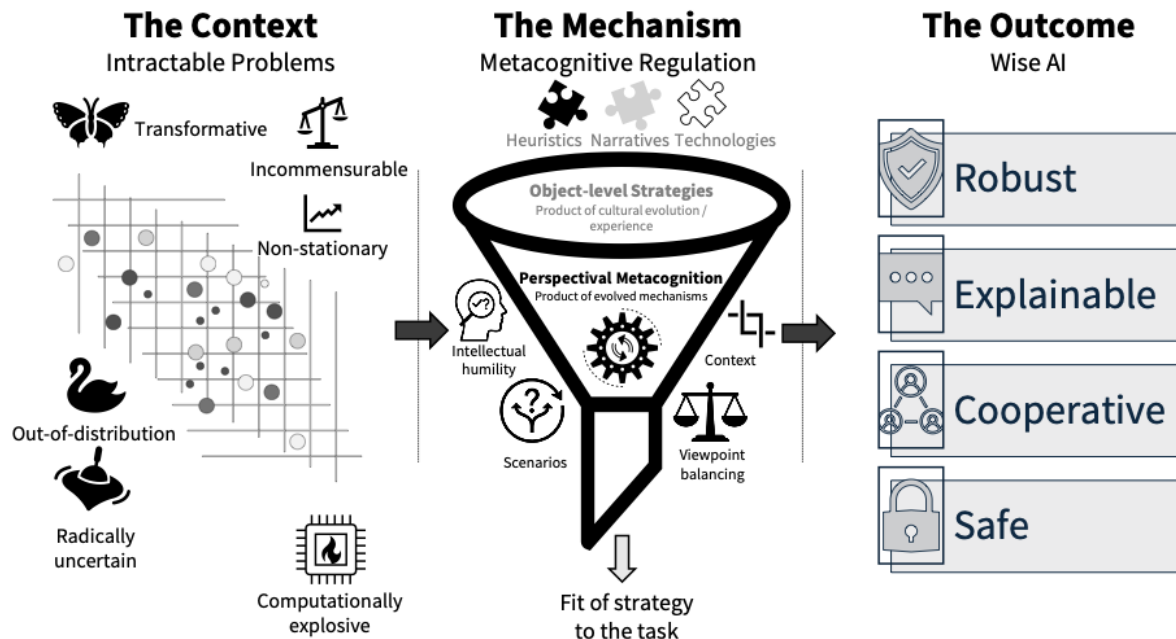 The Context
Intractable Problems
Transformative
Incommensurable
Non-stationary
Out-of-distribution
Radically
uncertain
Computationally
explosive
The Mechanism
Metacognitive Regulation
Heuristics Narratives Technologies
Object-level Strategies
Product of cultural evolution /
experience
Perspectival Metacognition
Product of evolved mechanisms
Intellectual
humility
Context
Scenarios
Viewpoint
balancing
Fit of strategy
to the task
The Outcome
Wise AI
Robust
Explainable
Cooperative
Safe